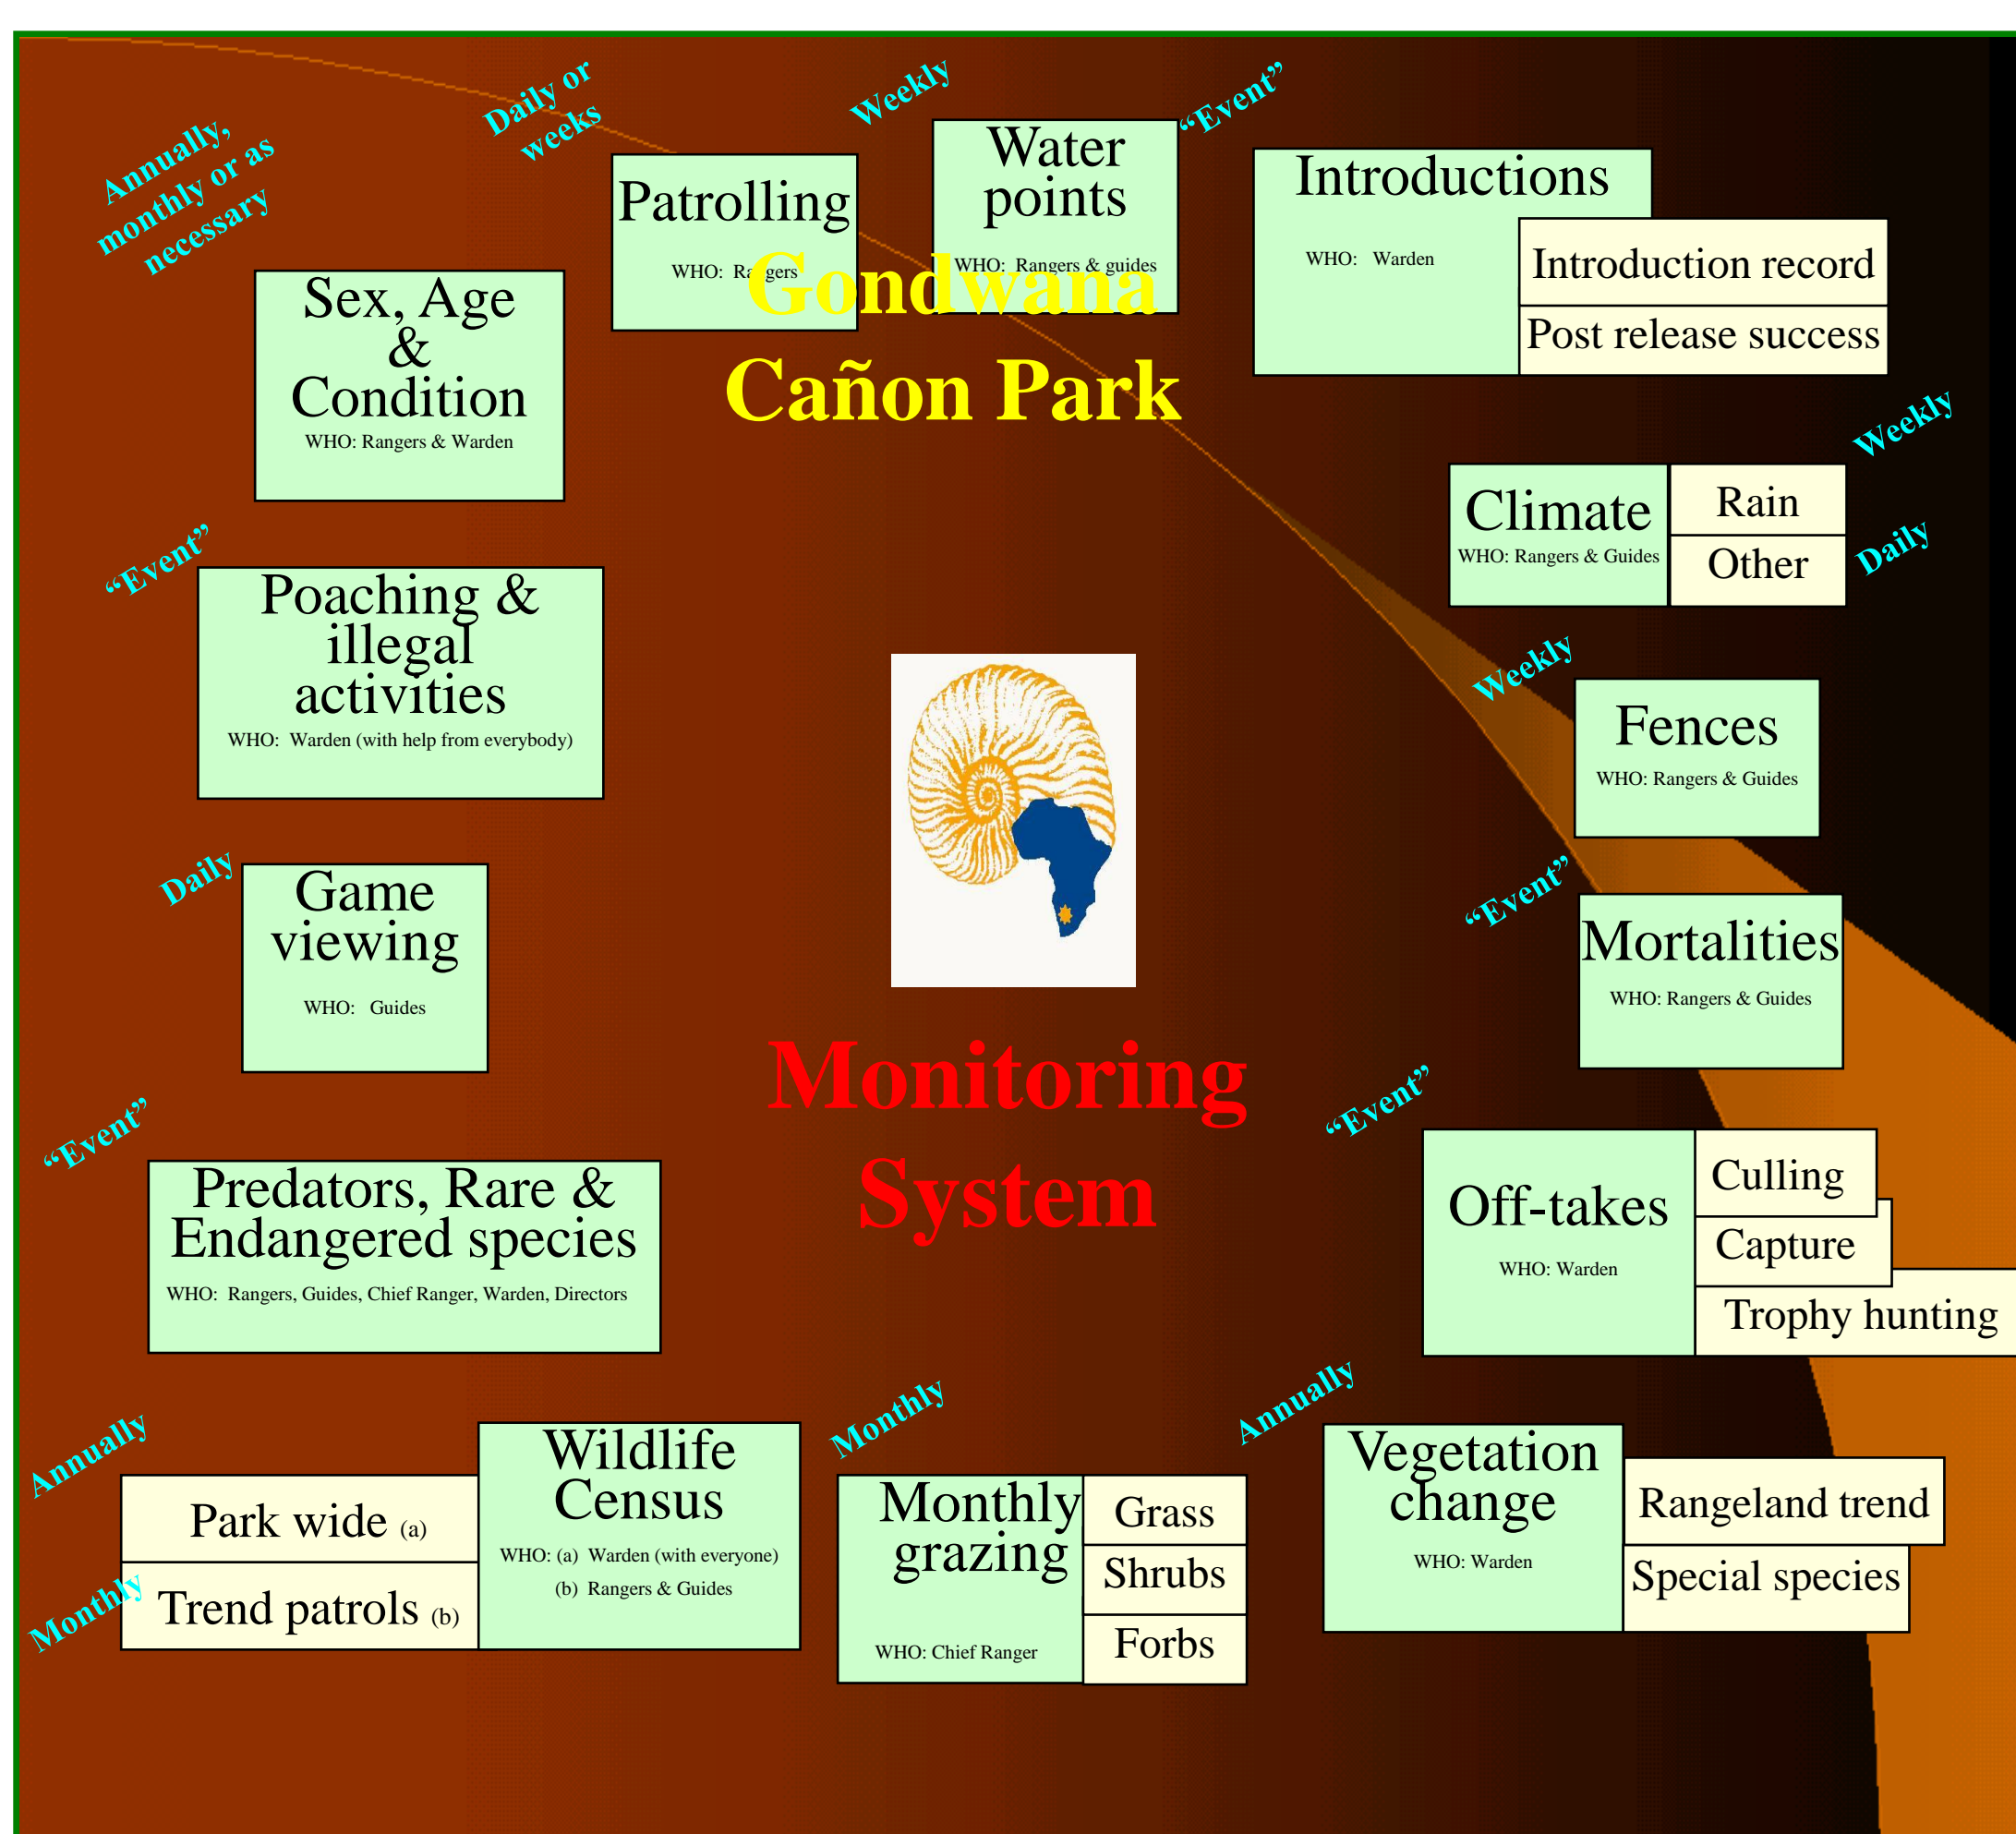 Annually,
monthly or as
necessary
Sex, Age
&
Condition
WHO: Rangers & Warden
Daily or
weeks
Patrolling
WHO: Rangers
Weekly
Water
points
WHO: Rangers & guides
“Event”
Introductions
WHO: Warden
Introduction record
Post release success
Gondwana
Cañon Park
Weekly
Climate
WHO: Rangers & Guides
Rain
Other
Daily
Weekly
Fences
WHO: Rangers & Guides
“Event”
Mortalities
WHO: Rangers & Guides
“Event”
Off-takes
WHO: Warden
Culling
Capture
Trophy hunting
Annually
Vegetation
change
WHO: Warden
Rangeland trend
Special species
Monthly
Monthly
grazing
WHO: Chief Ranger
Grass
Shrubs
Forbs
Wildlife
Census
WHO: (a) Warden (with everyone)
(b) Rangers & Guides
Annually
Park wide (a)
Monthly
Trend patrols (b)
“Event”
Predators, Rare &
Endangered species
WHO: Rangers, Guides, Chief Ranger, Warden, Directors
Daily
Game
viewing
WHO: Guides
“Event”
Poaching &
illegal
activities
WHO: Warden (with help from everybody)
Monitoring
System